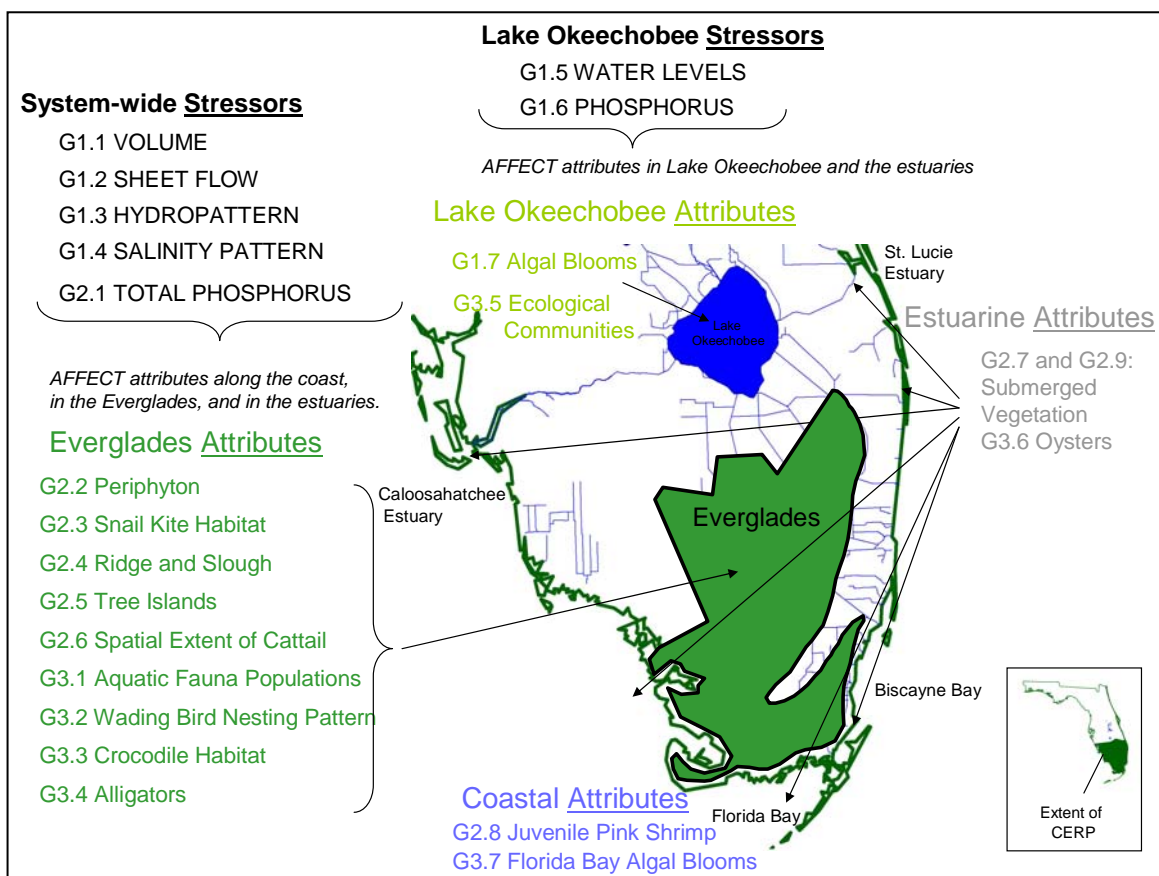 Lake Okeechobee Stressors
G1.5 WATER LEVELS
G1.6 PHOSPHORUS
AFFECT attributes in Lake Okeechobee and the estuaries
System-wide Stressors
G1.1 VOLUME
G1.2 SHEET FLOW
G1.3 HYDROPATTERN
G1.4 SALINITY PATTERN
G2.1 TOTAL PHOSPHORUS
AFFECT attributes along the coast,
in the Everglades, and in the estuaries.
Lake Okeechobee Attributes
G1.7 Algal Blooms
G3.5 Ecological
Communities
Lake
Okeechobee
St. Lucie
Estuary
Estuarine Attributes
G2.7 and G2.9:
Submerged
Vegetation
G3.6 Oysters
Everglades Attributes
G2.2 Periphyton
G2.3 Snail Kite Habitat
G2.4 Ridge and Slough
G2.5 Tree Islands
G2.6 Spatial Extent of Cattail
G3.1 Aquatic Fauna Populations
G3.2 Wading Bird Nesting Pattern
G3.3 Crocodile Habitat
G3.4 Alligators
Caloosahatchee
Estuary
Everglades
Biscayne Bay
Florida Bay
Coastal Attributes
G2.8 Juvenile Pink Shrimp
G3.7 Florida Bay Algal Blooms
Extent of
CERP